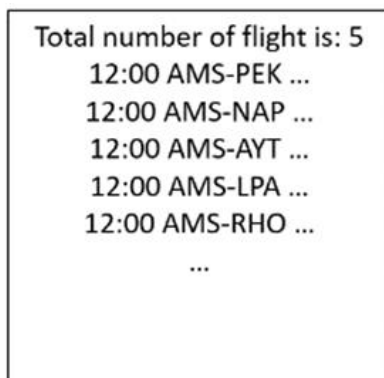 Total number of flight is: 5
12:00 AMS-PEK ...
12:00 AMS-NAP ...
12:00 AMS-AYT ...
12:00 AMS-LPA ...
12:00 AMS-RHO ...
...